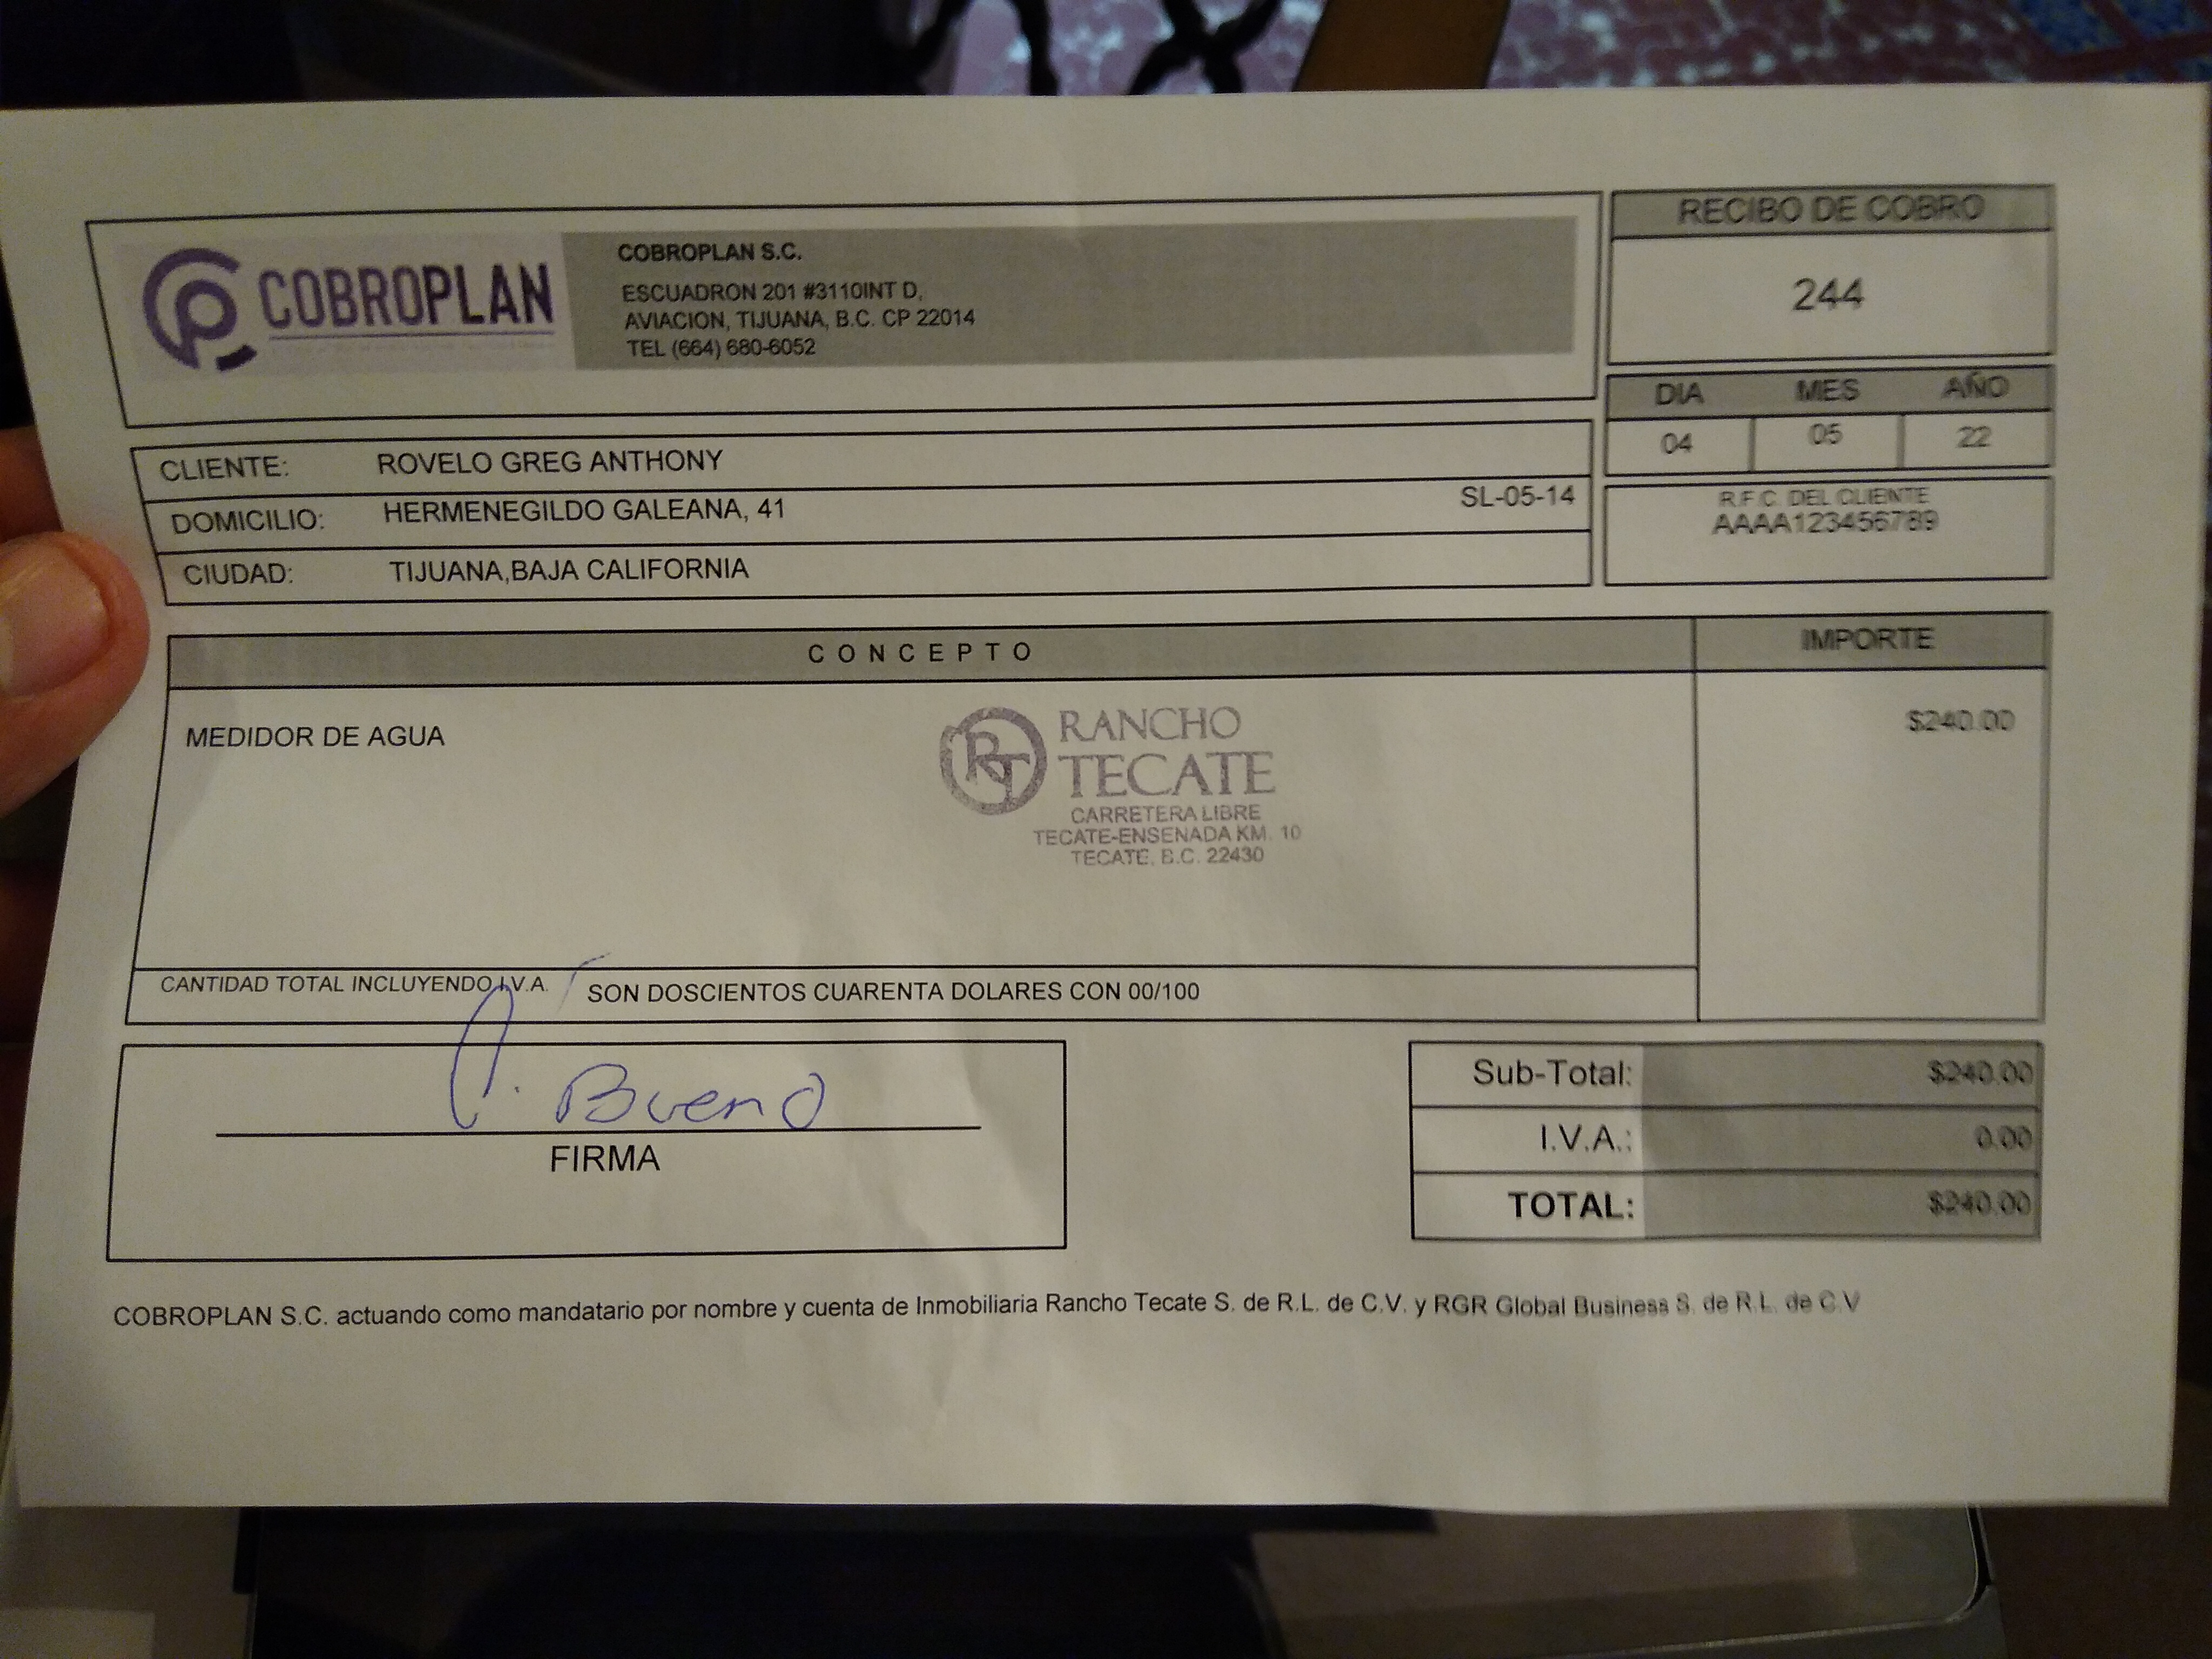 COBROPLAN
COBROPLAN S.C.
ESCUADRON 201 #3110INT D,
AVIACION, TIJUANA, B.C. CP 22014
TEL (664) 680-6052
RECIBO DE COBRO
244
DIA MES AÑO
04 05 22
CLIENTE: ROVELO GREG ANTHONY
DOMICILIO: HERMENEGILDO GALEANA, 41 SL-05-14
CIUDAD: TIJUANA,BAJA CALIFORNIA
R.F.C. DEL CLIENTE
AAAA123456789
CONCEPTO IMPORTE
MEDIDOR DE AGUA $240.00
RT RANCHO
TECATE
CARRETERA LIBRE
TECATE-ENSENADA KM. 10
TECATE, B.C. 22430
CANTIDAD TOTAL INCLUYENDO I.V.A. SON DOSCIENTOS CUARENTA DOLARES CON 00/100
Bueno
FIRMA
Sub-Total: $240.00
I.V.A.: 0.00
TOTAL: $240.00
COBROPLAN S.C. actuando como mandatario por nombre y cuenta de Inmobiliaria Rancho Tecate S. de R.L. de C.V. y RGR Global Business S. de R.L. de C.V